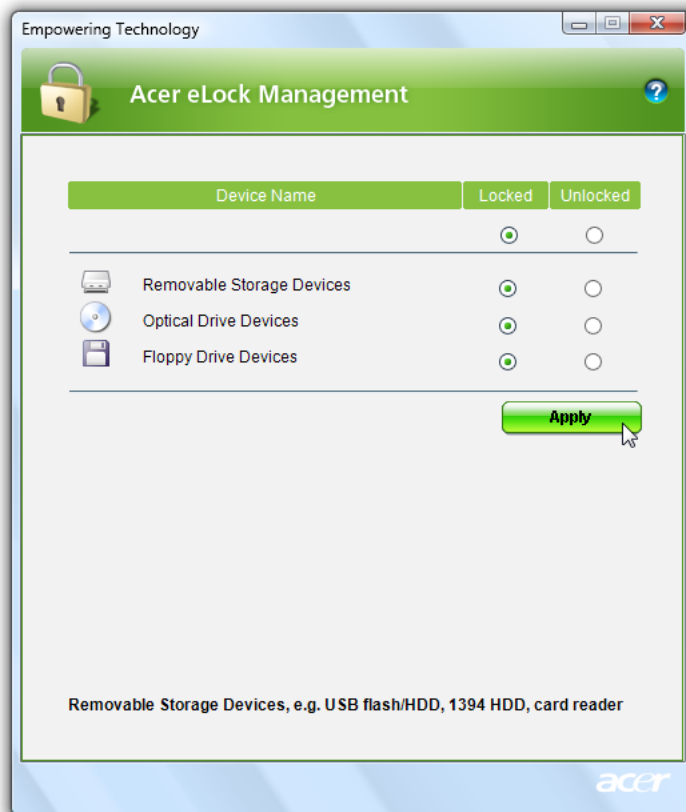 Empowering Technology
Acer eLock Management
?
Device Name Locked Unlocked
Removable Storage Devices
Optical Drive Devices
Floppy Drive Devices
Apply
Removable Storage Devices, e.g. USB flash/HDD, 1394 HDD, card reader
acer